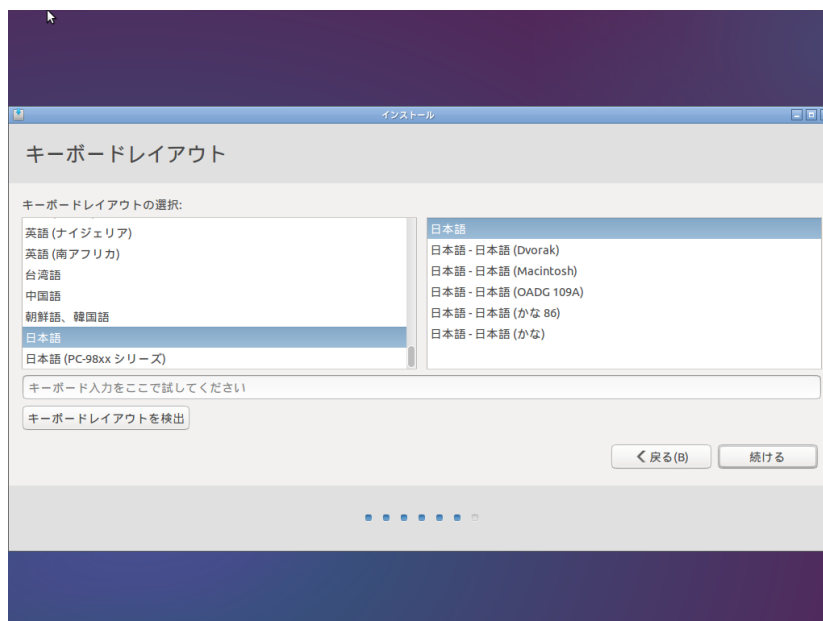 インストール
キーボードレイアウト
キーボードレイアウトの選択:
英語 (ナイジェリア)
英語 (南アフリカ)
台湾語
中国語
朝鮮語、韓国語
日本語
日本語 (PC-98xx シリーズ)
日本語
日本語 - 日本語 (Dvorak)
日本語 - 日本語 (Macintosh)
日本語 - 日本語 (OADG 109A)
日本語 - 日本語 (かな 86)
日本語 - 日本語 (かな)
キーボード入力をここで試してください
キーボードレイアウトを検出
戻る(B)
続ける